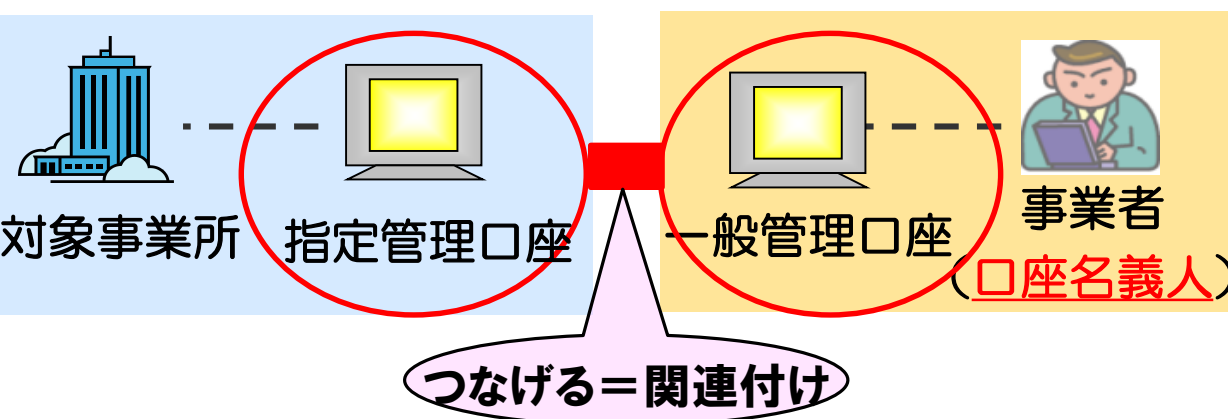 対象事業所
指定管理口座
一般管理口座
事業者
(口座名義人)
つなげる＝関連付け